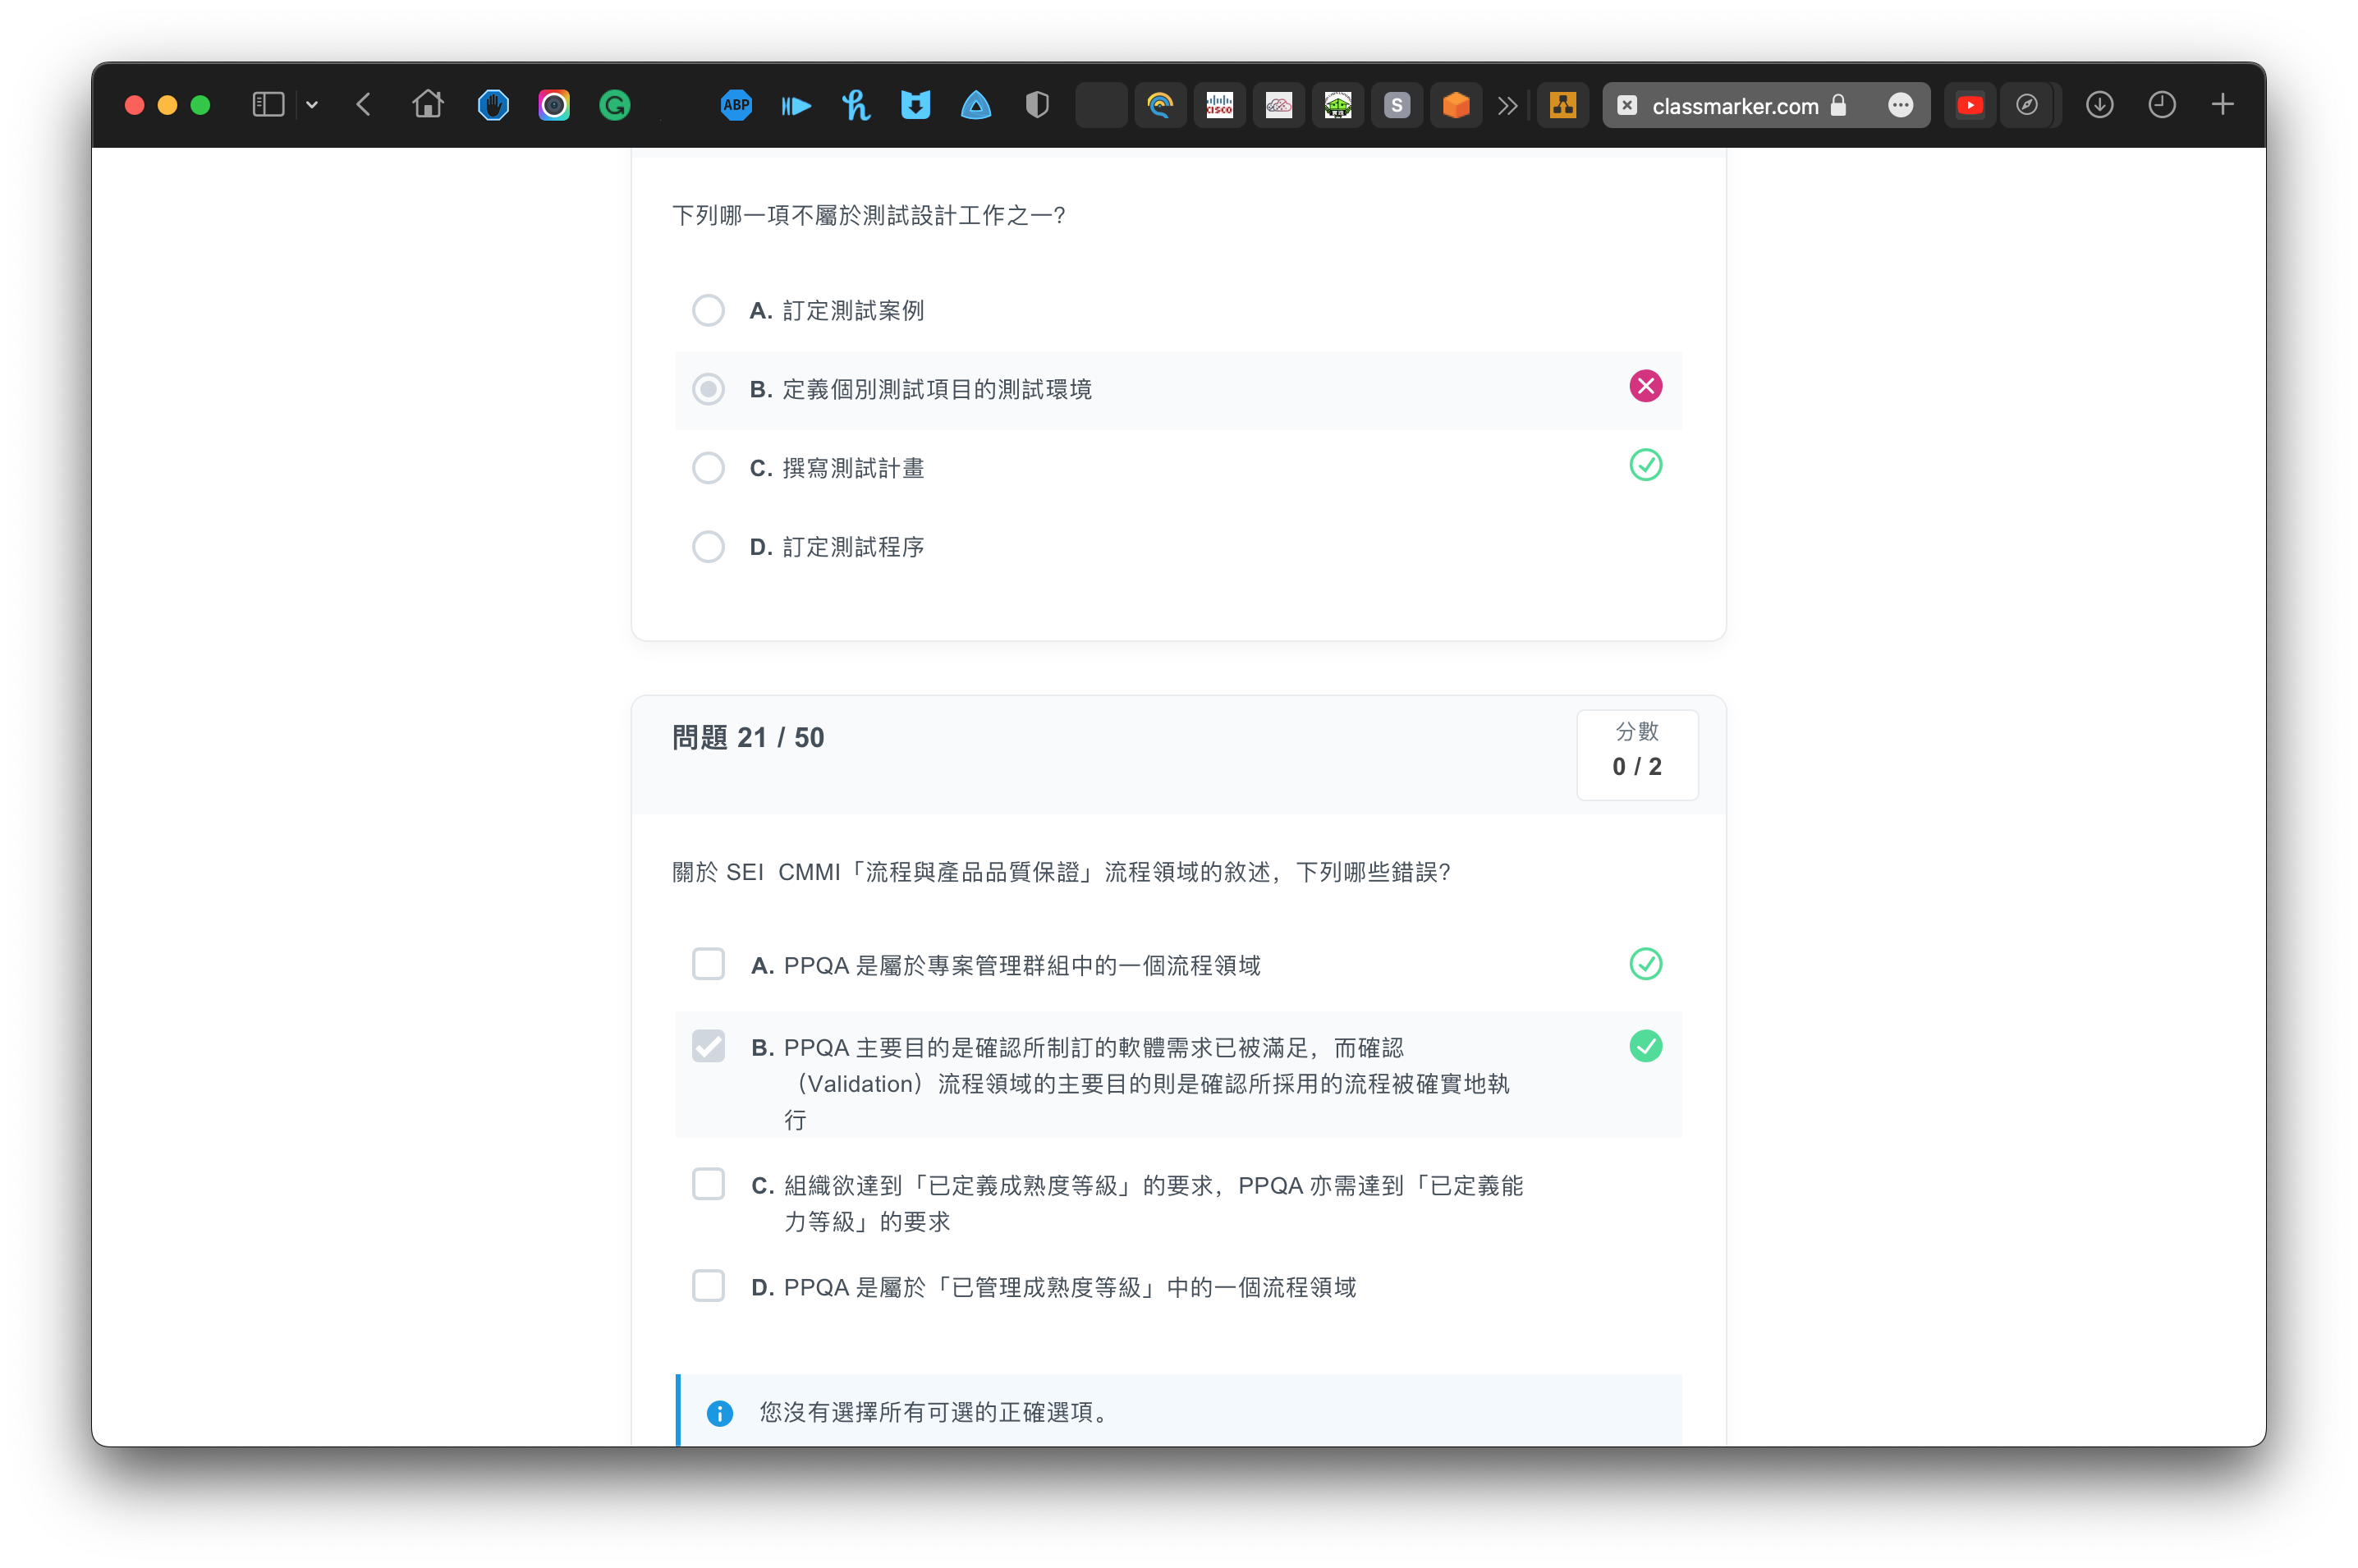 ABP
CISCO
S
classmarker.com
下列哪一項不屬於測試設計工作之一?
A. 訂定測試案例
B. 定義個別測試項目的測試環境
C. 撰寫測試計畫
D. 訂定測試程序
問題 21 / 50
分數
0 / 2
關於 SEI CMMI「流程與產品品質保證」流程領域的敘述，下列哪些錯誤?
A. PPQA 是屬於專案管理群組中的一個流程領域
B. PPQA 主要目的是確認所制訂的軟體需求已被滿足，而確認
（Validation）流程領域的主要目的則是確認所採用的流程被確實地執
行
C. 組織欲達到「已定義成熟度等級」的要求，PPQA 亦需達到「已定義能
力等級」的要求
D. PPQA 是屬於「已管理成熟度等級」中的一個流程領域
您沒有選擇所有可選的正確選項。